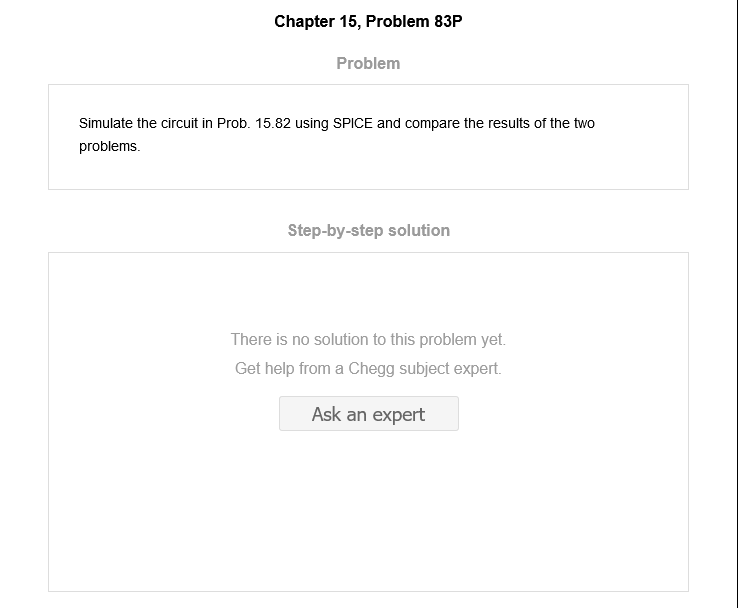 Chapter 15, Problem 83P
Problem
Simulate the circuit in Prob. 15.82 using SPICE and compare the results of the two
problems.
Step-by-step solution
There is no solution to this problem yet.
Get help from a Chegg subject expert.
Ask an expert